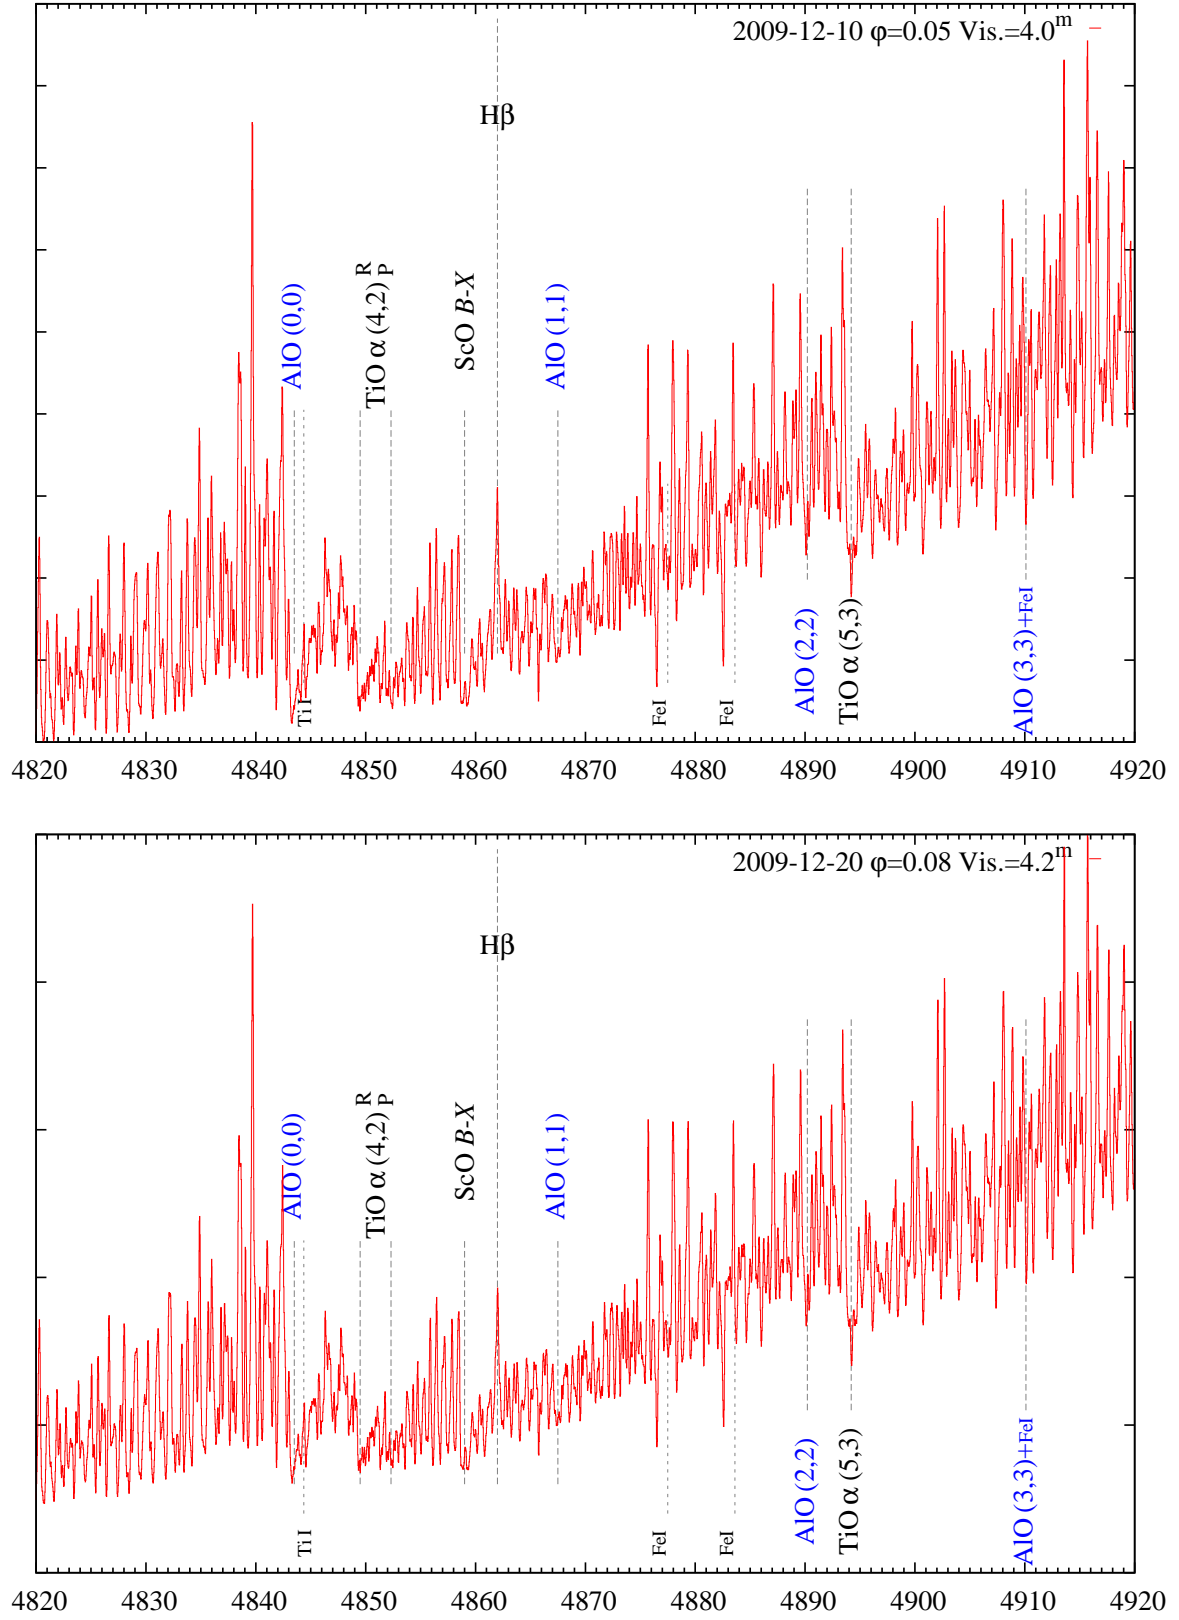 2009-12-10 φ=0.05 Vis.=4.0m
Hβ
AlO (0,0)
TiO α (4,2) R P
ScO B-X
AlO (1,1)
Ti I
FeI
FeI
AlO (2,2)
TiO α (5,3)
AlO (3,3)+FeI
4820 4830 4840 4850 4860 4870 4880 4890 4900 4910 4920
2009-12-20 φ=0.08 Vis.=4.2m
Hβ
AlO (0,0)
TiO α (4,2) R P
ScO B-X
AlO (1,1)
Ti I
FeI
FeI
AlO (2,2)
TiO α (5,3)
AlO (3,3)+FeI
4820 4830 4840 4850 4860 4870 4880 4890 4900 4910 4920